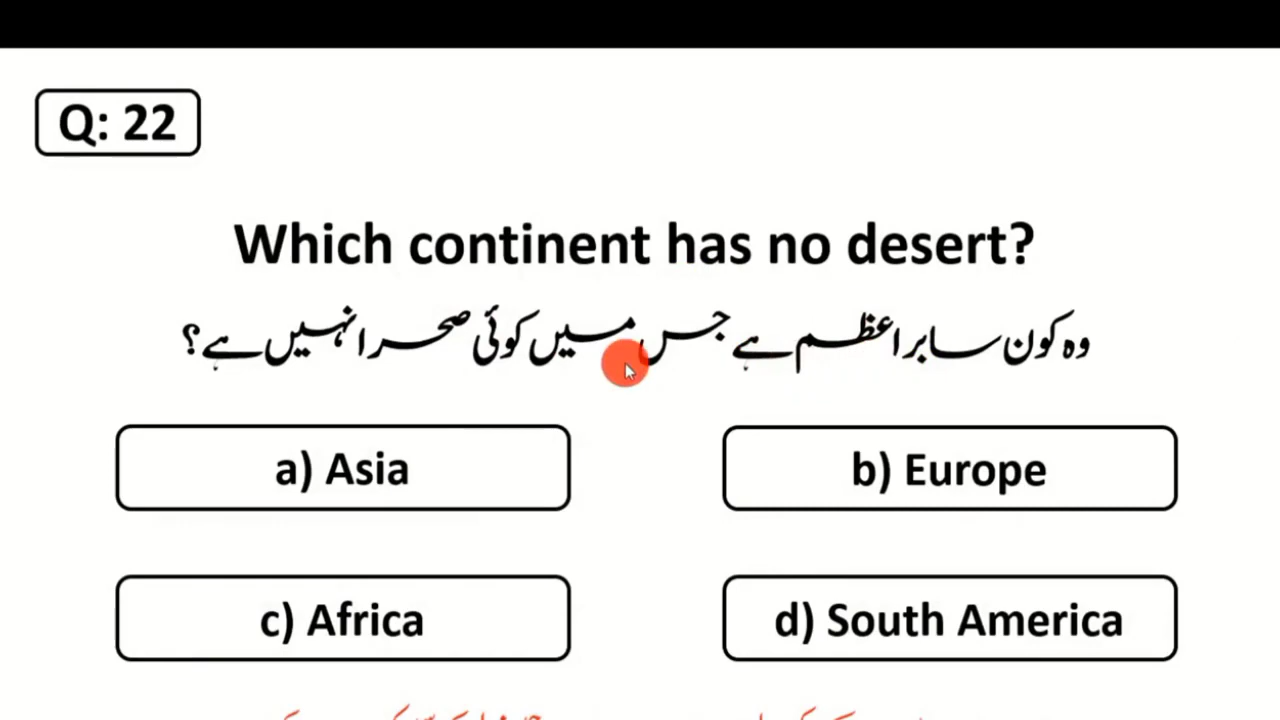 Q: 22
Which continent has no desert?
وہ کون سا براعظم ہے جس میں کوئی صحرا نہیں ہے؟
a) Asia
b) Europe
c) Africa
d) South America